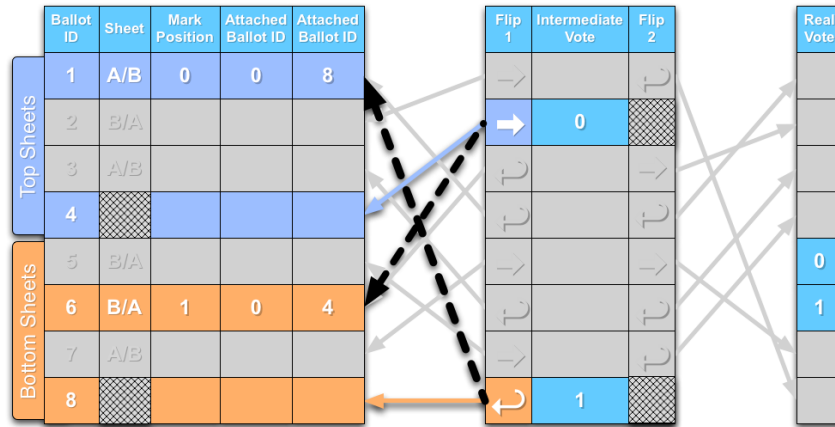 Ballot ID Sheet Mark Position Attached Ballot ID Attached Ballot ID Flip 1 Intermediate Vote Flip 2 Real Vote
Top Sheets
1 A/B 0 0 8
2 B/A 0
3 A/B
4
Bottom Sheets
5 B/A 0
6 B/A 1 0 4 1
7 A/B
8 1